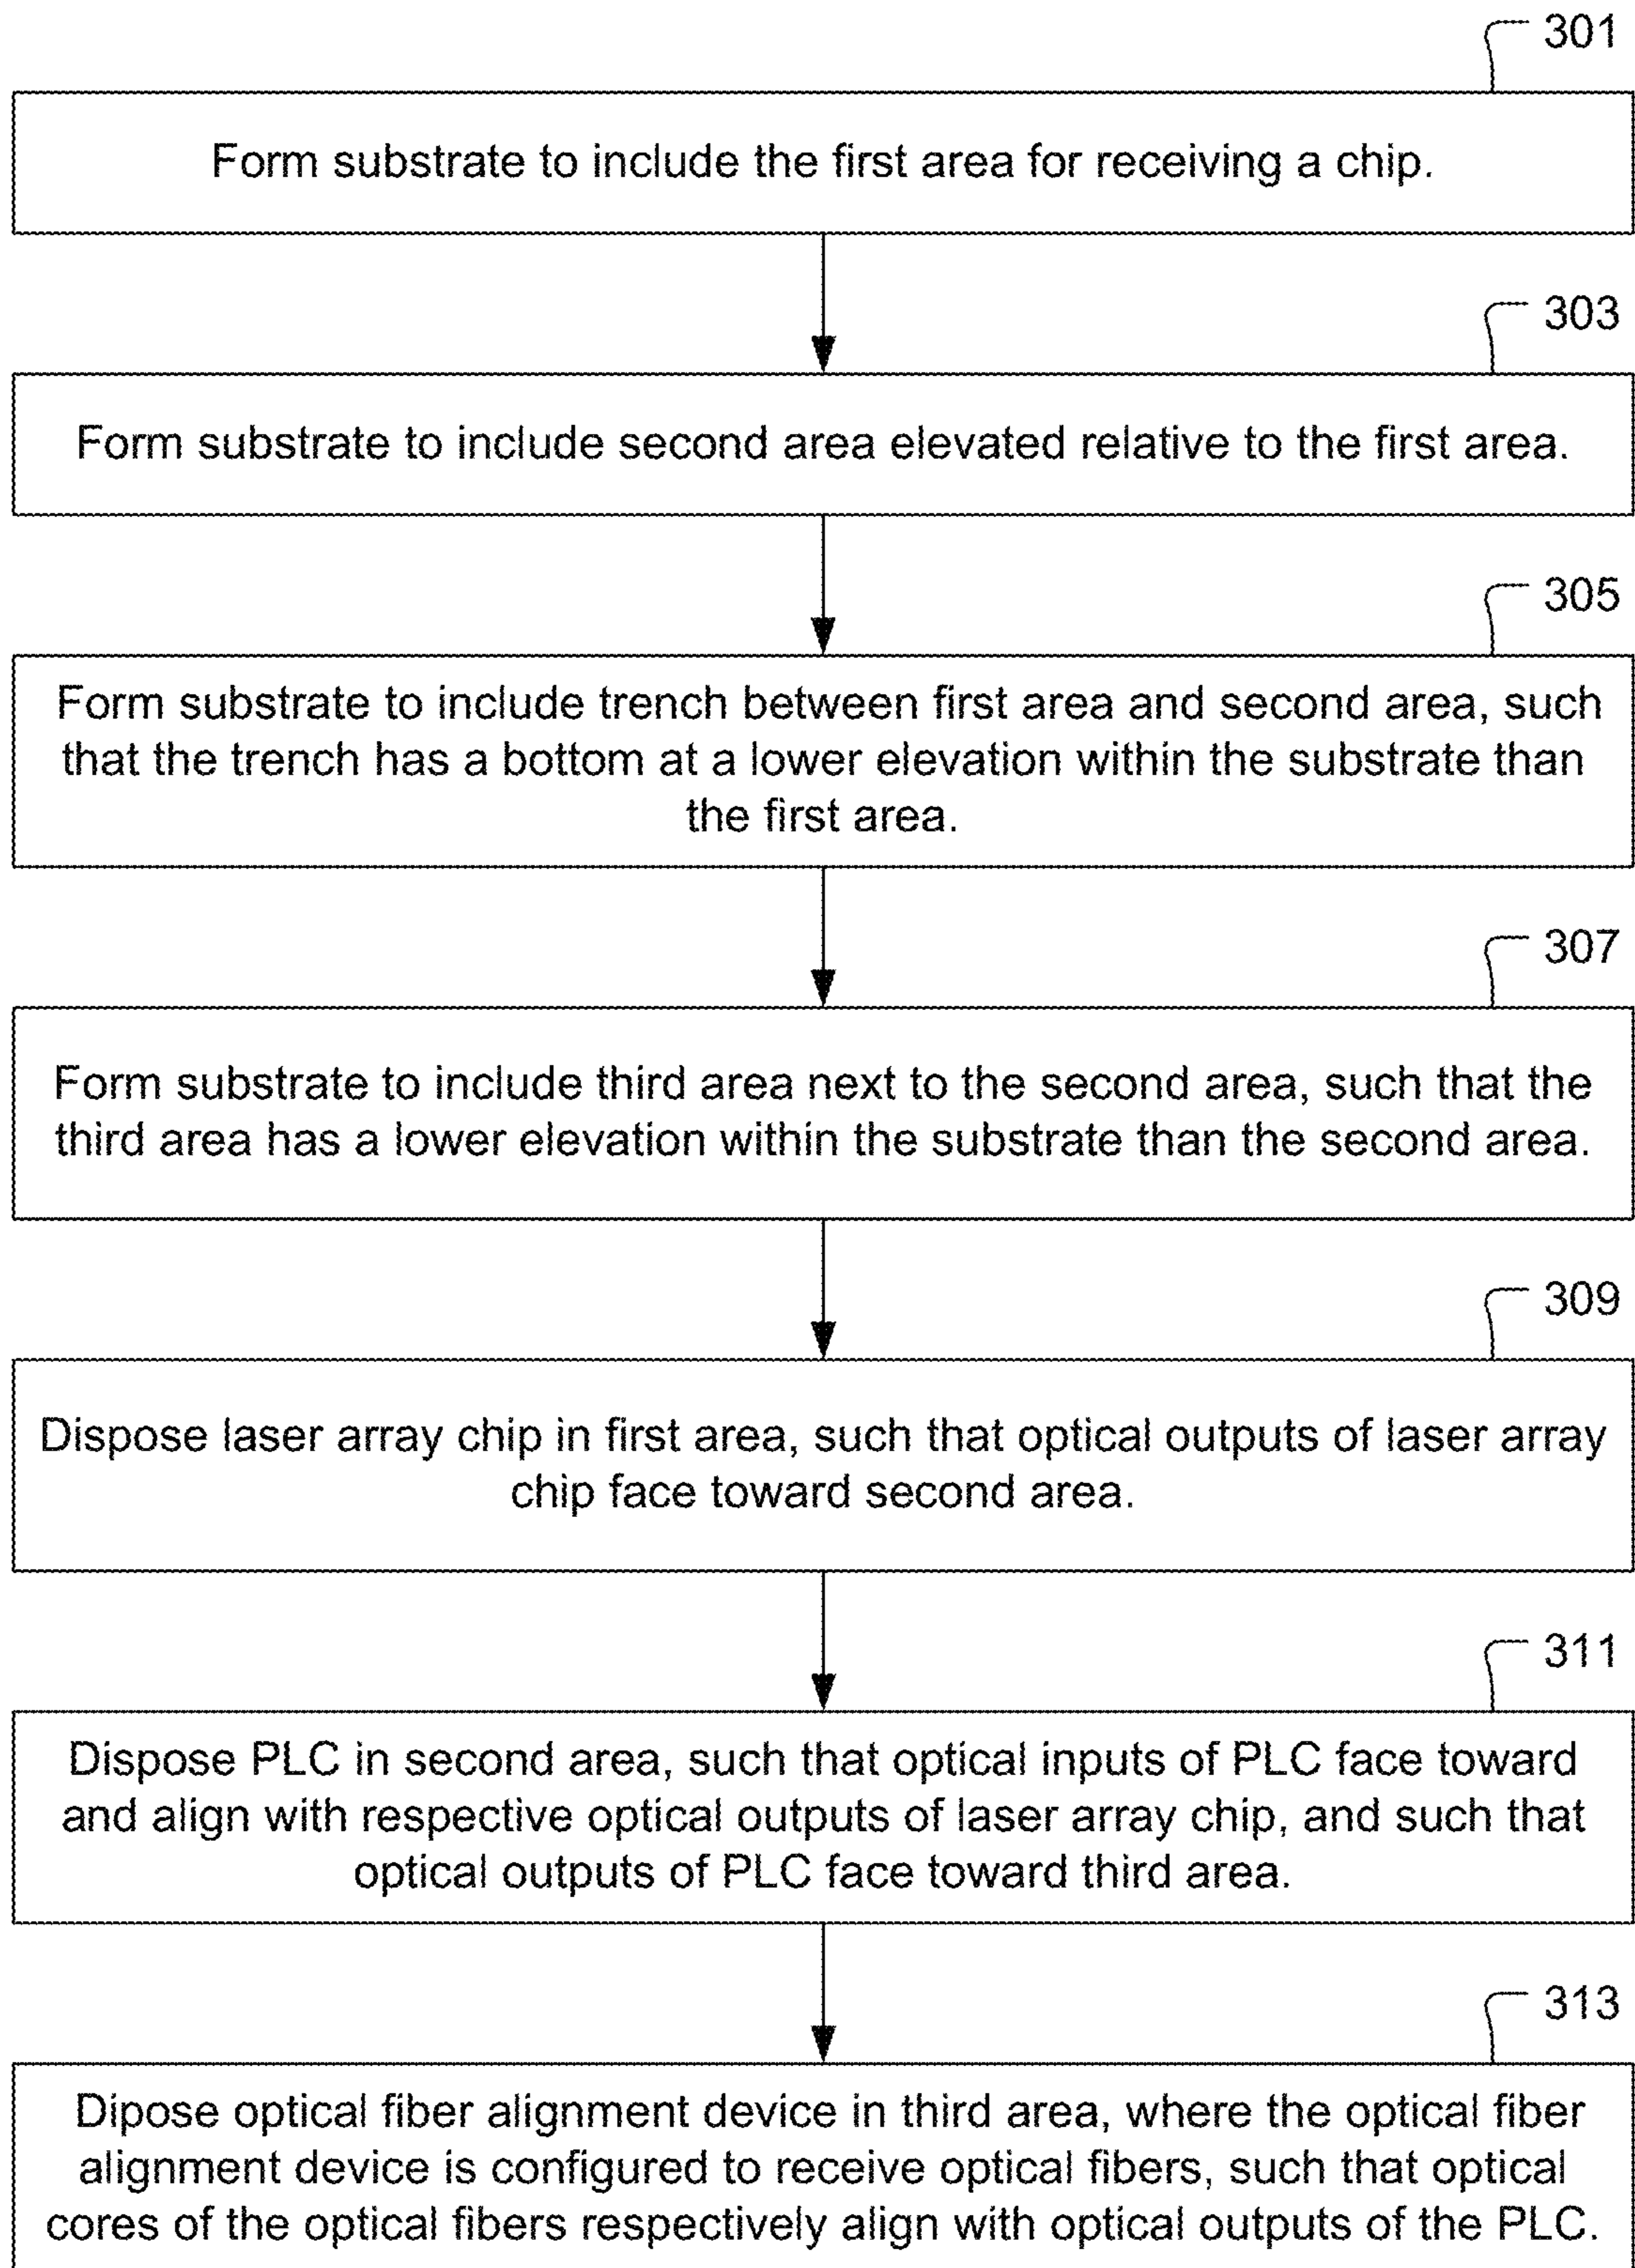 301
Form substrate to include the first area for receiving a chip.
303
Form substrate to include second area elevated relative to the first area.
305
Form substrate to include trench between first area and second area, such
that the trench has a bottom at a lower elevation within the substrate than
the first area.
307
Form substrate to include third area next to the second area, such that the
third area has a lower elevation within the substrate than the second area.
309
Dispose laser array chip in first area, such that optical outputs of laser array
chip face toward second area.
311
Dispose PLC in second area, such that optical inputs of PLC face toward
and align with respective optical outputs of laser array chip, and such that
optical outputs of PLC face toward third area.
313
Dipose optical fiber alignment device in third area, where the optical fiber
alignment device is configured to receive optical fibers, such that optical
cores of the optical fibers respectively align with optical outputs of the PLC.